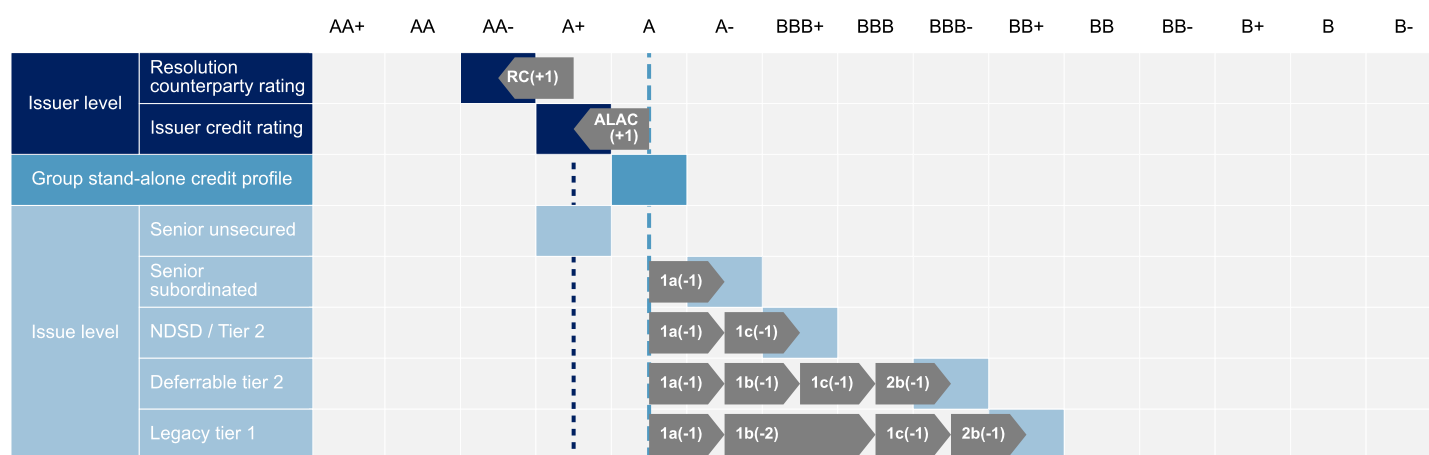 AA+ AA AA- A+ A A- BBB+ BBB BBB- BB+ BB BB- B+ B B-
Issuer level
Resolution
counterparty rating
RC(+1)
Issuer credit rating
ALAC
(+1)
Group stand-alone credit profile
Issue level
Senior unsecured
Senior
subordinated
1a(-1)
NDSD / Tier 2
1a(-1) 1c(-1)
Deferrable tier 2
1a(-1) 1b(-1) 1c(-1) 2b(-1)
Legacy tier 1
1a(-1) 1b(-2) 1c(-1) 2b(-1)